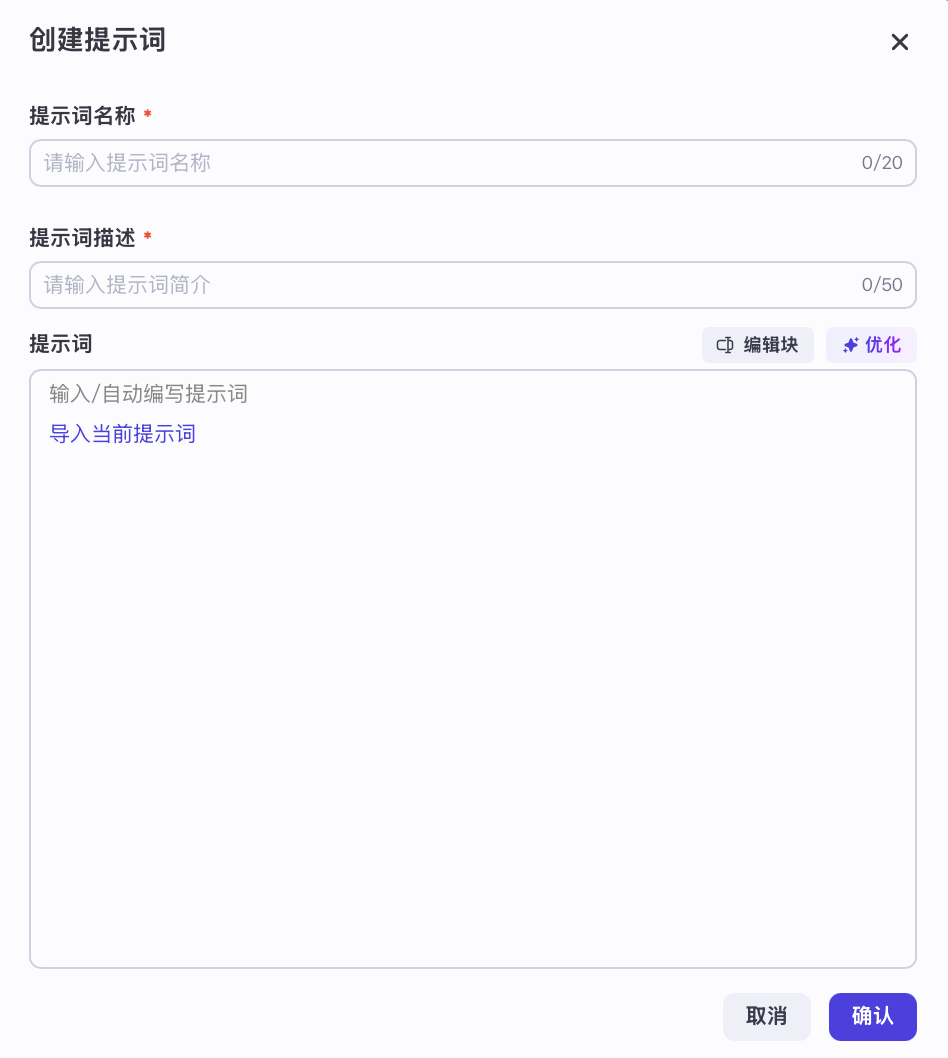 创建提示词
提示词名称 *
请输入提示词名称 0/20
提示词描述 *
请输入提示词简介 0/50
提示词 编辑块 优化
输入/自动编写提示词
导入当前提示词
取消 确认